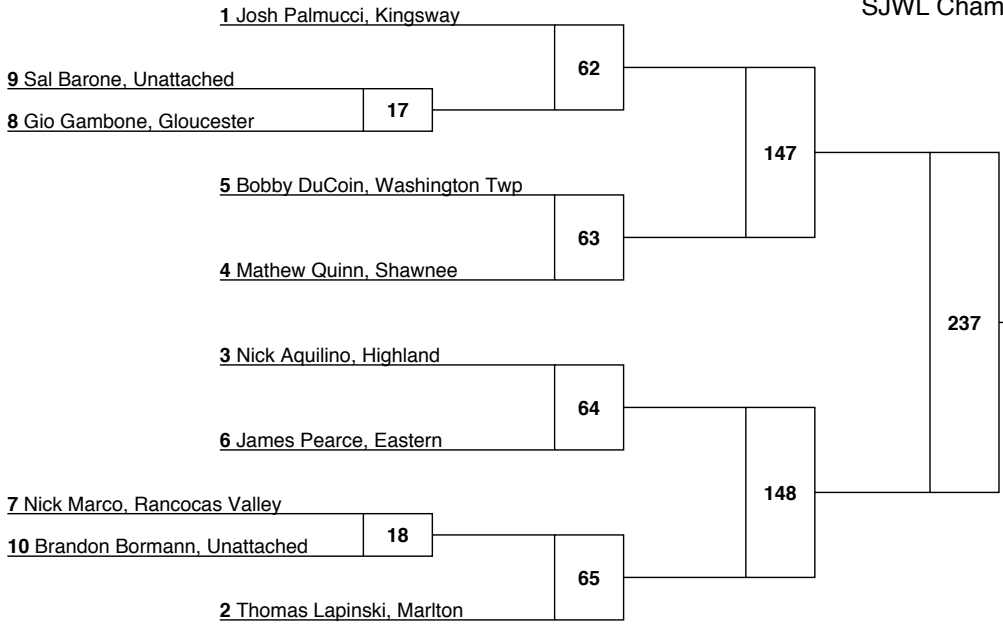 SJWL Cham
1 Josh Palmucci, Kingsway
62
9 Sal Barone, Unattached
17
8 Gio Gambone, Gloucester
147
5 Bobby DuCoin, Washington Twp
63
4 Mathew Quinn, Shawnee
237
3 Nick Aquilino, Highland
64
6 James Pearce, Eastern
148
7 Nick Marco, Rancocas Valley
18
10 Brandon Bormann, Unattached
65
2 Thomas Lapinski, Marlton